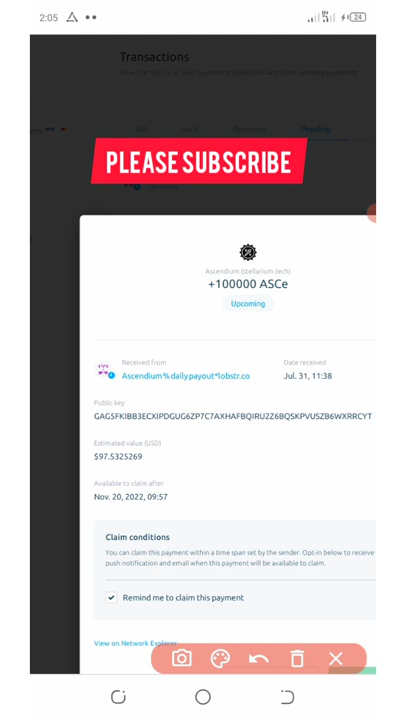 2:05
24
Transactions
View the history of your payment transactions and claim pending payments.
All Sent Received Pending
PLEASE SUBSCRIBE
Ascendium (stellarium.tech)
+100000 ASCe
Upcoming
Received from
Date received
Ascendium % daily payout*lobstr.co
Jul. 31, 11:38
Public key
GAGSFKIBB3ECXIPDGUG6ZP7C7AXHAFBQIRU2Z6BQSKPVUSZB6WXRRCYT
Estimated value (USD)
$97.5325269
Available to claim after
Nov. 20, 2022, 09:57
Claim conditions
You can claim this payment within a time span set by the sender. Opt-in below to receive
push notification and email when this payment will be available to claim.
Remind me to claim this payment
View on Network Explorer